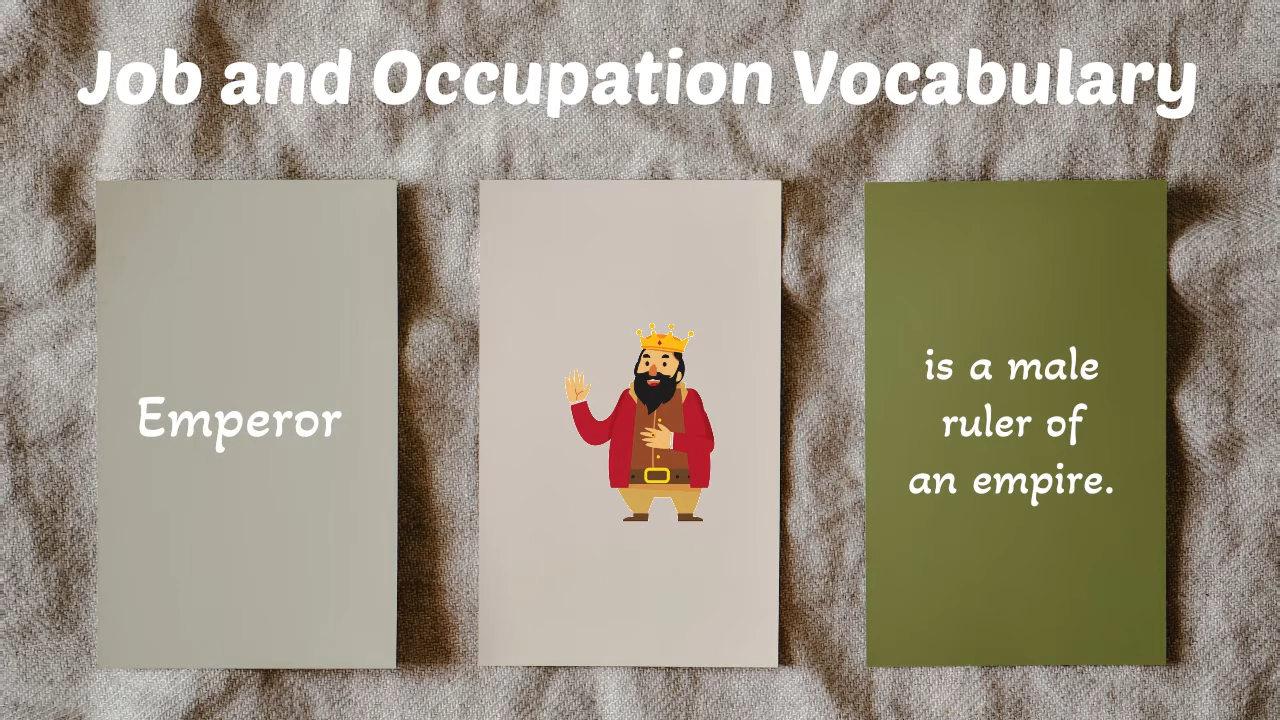 Job and Occupation Vocabulary
Emperor
is a male
ruler of
an empire.